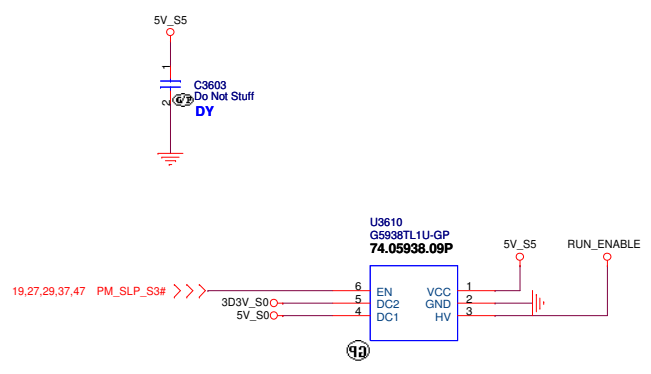 5V_S5
1
2
C3603
Do Not Stuff
DY
U3610
G5938TL1U-GP
74.05938.09P
5V_S5
RUN_ENABLE
19,27,29,37,47 PM_SLP_S3#
6 EN VCC 1
3D3V_S0 5 DC2 GND 2
5V_S0 4 DC1 HV 3
GP